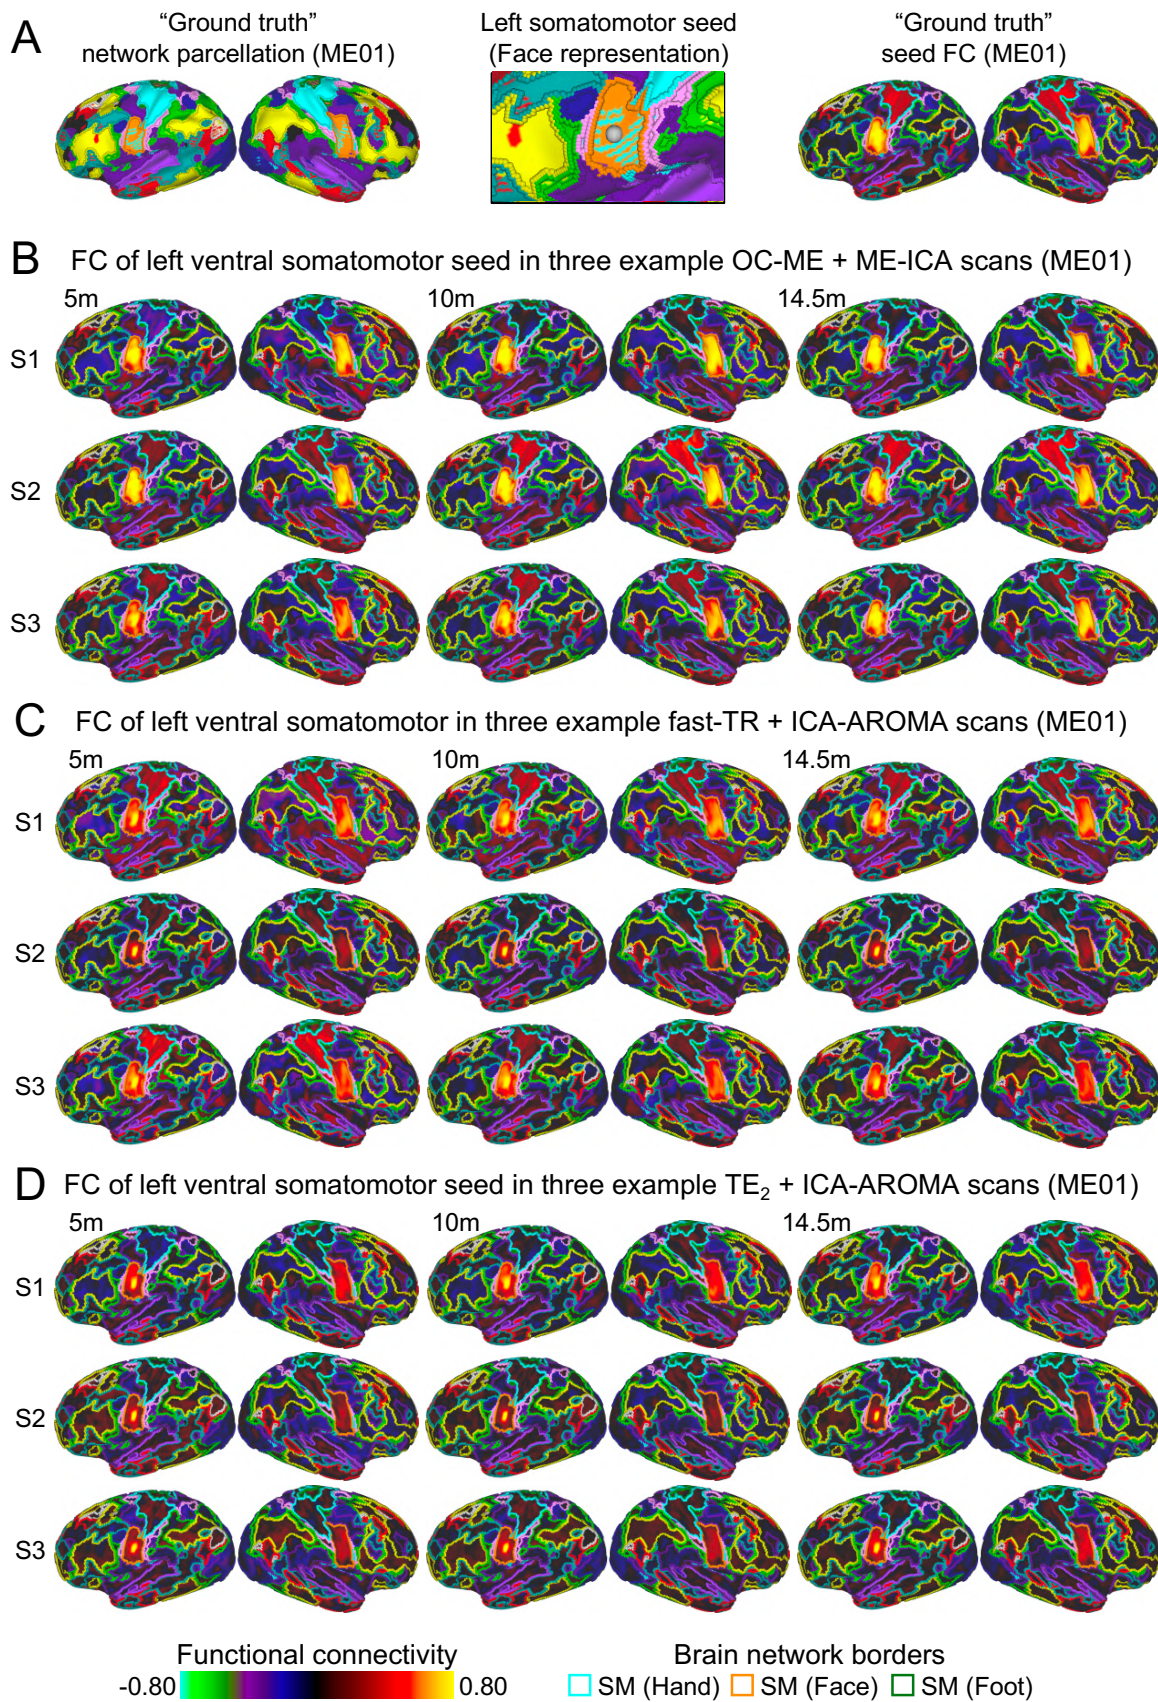 A
“Ground truth”
network parcellation (ME01)
Left somatomotor seed
(Face representation)
“Ground truth”
seed FC (ME01)
B
FC of left ventral somatomotor seed in three example OC-ME + ME-ICA scans (ME01)
5m
10m
14.5m
S1
S2
S3
C
FC of left ventral somatomotor in three example fast-TR + ICA-AROMA scans (ME01)
5m
10m
14.5m
S1
S2
S3
D
FC of left ventral somatomotor seed in three example TE₂ + ICA-AROMA scans (ME01)
5m
10m
14.5m
S1
S2
S3
Functional connectivity
-0.80
0.80
Brain network borders
SM (Hand)
SM (Face)
SM (Foot)